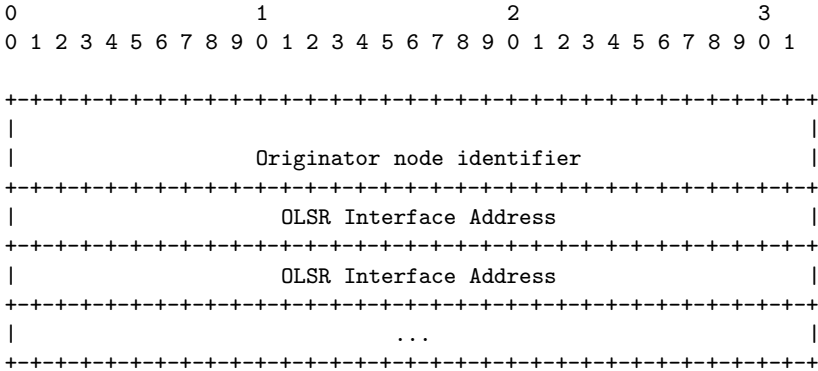 0                   1                   2                   3
0 1 2 3 4 5 6 7 8 9 0 1 2 3 4 5 6 7 8 9 0 1 2 3 4 5 6 7 8 9 0 1
+-+-+-+-+-+-+-+-+-+-+-+-+-+-+-+-+-+-+-+-+-+-+-+-+-+-+-+-+-+-+-+-+
|                                                               |
|                   Originator node identifier                  |
+-+-+-+-+-+-+-+-+-+-+-+-+-+-+-+-+-+-+-+-+-+-+-+-+-+-+-+-+-+-+-+-+
|                     OLSR Interface Address                    |
+-+-+-+-+-+-+-+-+-+-+-+-+-+-+-+-+-+-+-+-+-+-+-+-+-+-+-+-+-+-+-+-+
|                     OLSR Interface Address                    |
+-+-+-+-+-+-+-+-+-+-+-+-+-+-+-+-+-+-+-+-+-+-+-+-+-+-+-+-+-+-+-+-+
|                              ...                              |
+-+-+-+-+-+-+-+-+-+-+-+-+-+-+-+-+-+-+-+-+-+-+-+-+-+-+-+-+-+-+-+-+